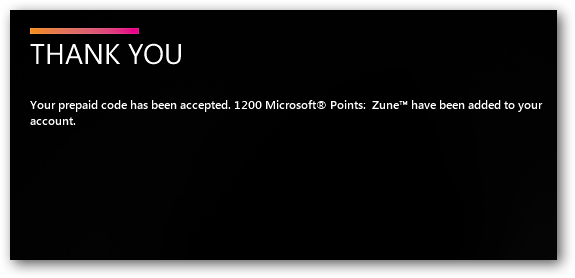 THANK YOU
Your prepaid code has been accepted. 1200 Microsoft® Points:  Zune™ have been added to your
account.